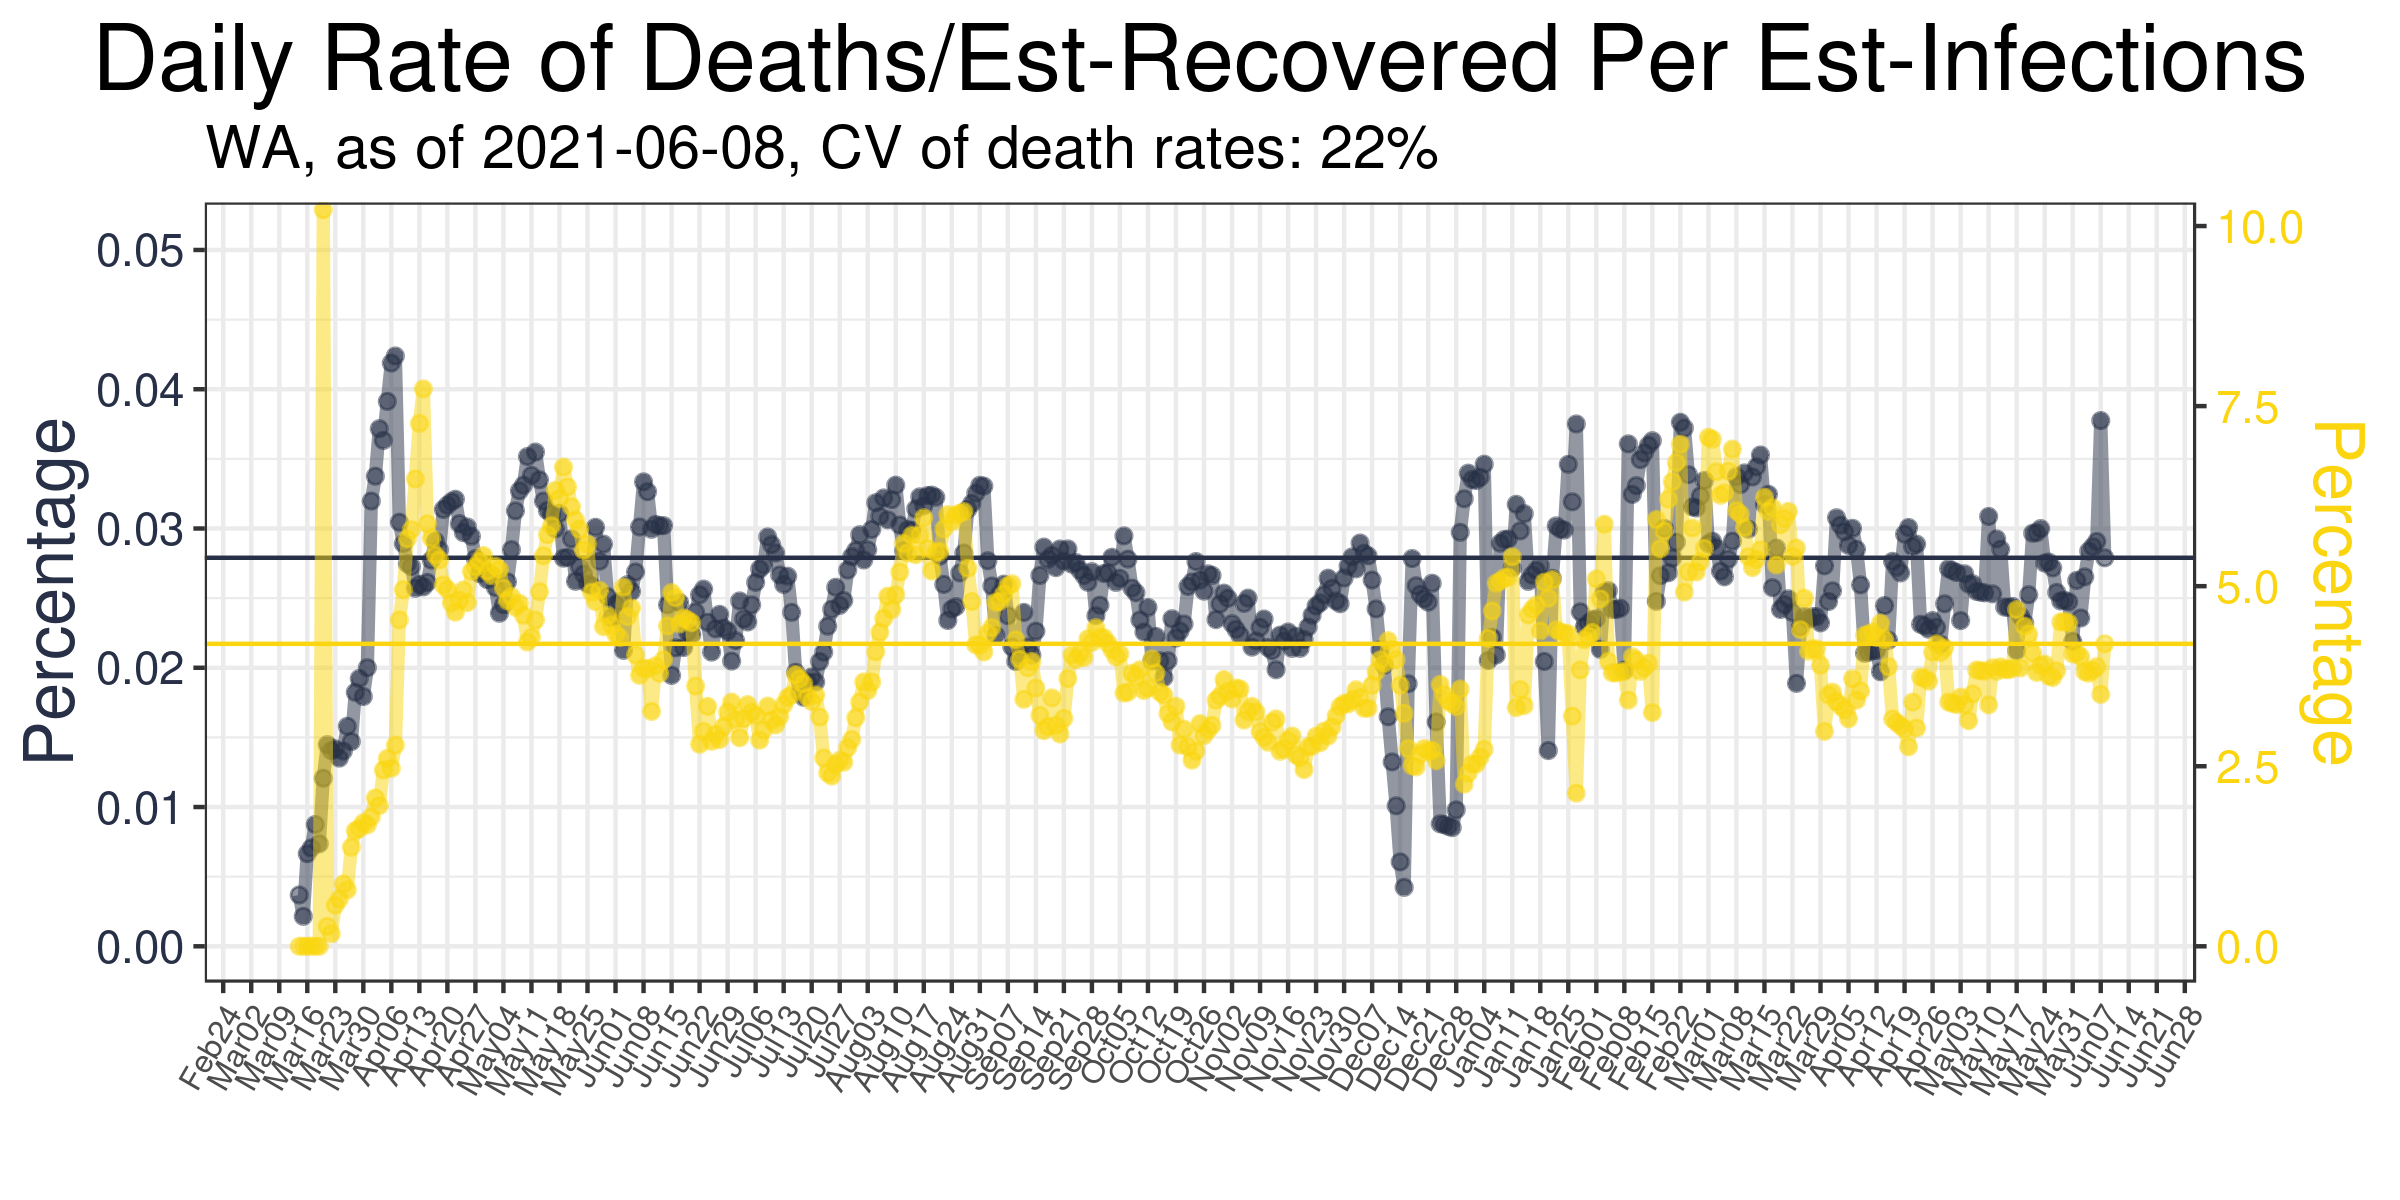 Daily Rate of Deaths/Est-Recovered Per Est-Infections
WA, as of 2021-06-08, CV of death rates: 22%
Percentage
0.05
0.04
0.03
0.02
0.01
0.00
10.0
7.5
5.0
2.5
0.0
Percentage
Feb24
Mar02
Mar09
Mar16
Mar23
Mar30
Apr06
Apr13
Apr20
Apr27
May04
May11
May18
May25
Jun01
Jun08
Jun15
Jun22
Jun29
Jul06
Jul13
Jul20
Jul27
Aug03
Aug10
Aug17
Aug24
Aug31
Sep07
Sep14
Sep21
Sep28
Oct05
Oct12
Oct19
Oct26
Nov02
Nov09
Nov16
Nov23
Nov30
Dec07
Dec14
Dec21
Dec28
Jan04
Jan11
Jan18
Jan25
Feb01
Feb08
Feb15
Feb22
Mar01
Mar08
Mar15
Mar22
Mar29
Apr05
Apr12
Apr19
Apr26
May03
May10
May17
May24
May31
Jun07
Jun14
Jun21
Jun28